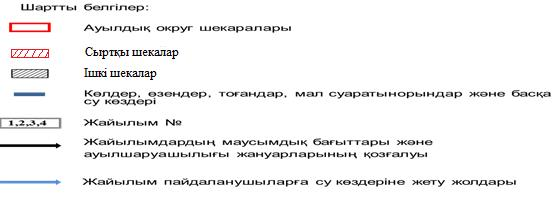 Шартты белгілер:
Ауылдық округ шекаралары
Сыртқы шекалар
Ішкі шекалар
Көлдер, өзендер, тоғандар, мал суаратынорындар және басқа
су көздері
1,2,3,4 Жайылым №
Жайылымдардың маусымдық бағыттары және
ауылшаруашылығы жануарларының қозғалуы
Жайылым пайдаланушыларға су көздеріне жету жолдары